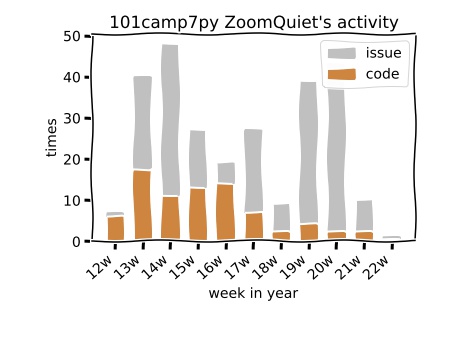 101camp7py ZoomQuiet's activity
issue
code
50
40
30
20
10
0
times
12w 13w 14w 15w 16w 17w 18w 19w 20w 21w 22w
week in year